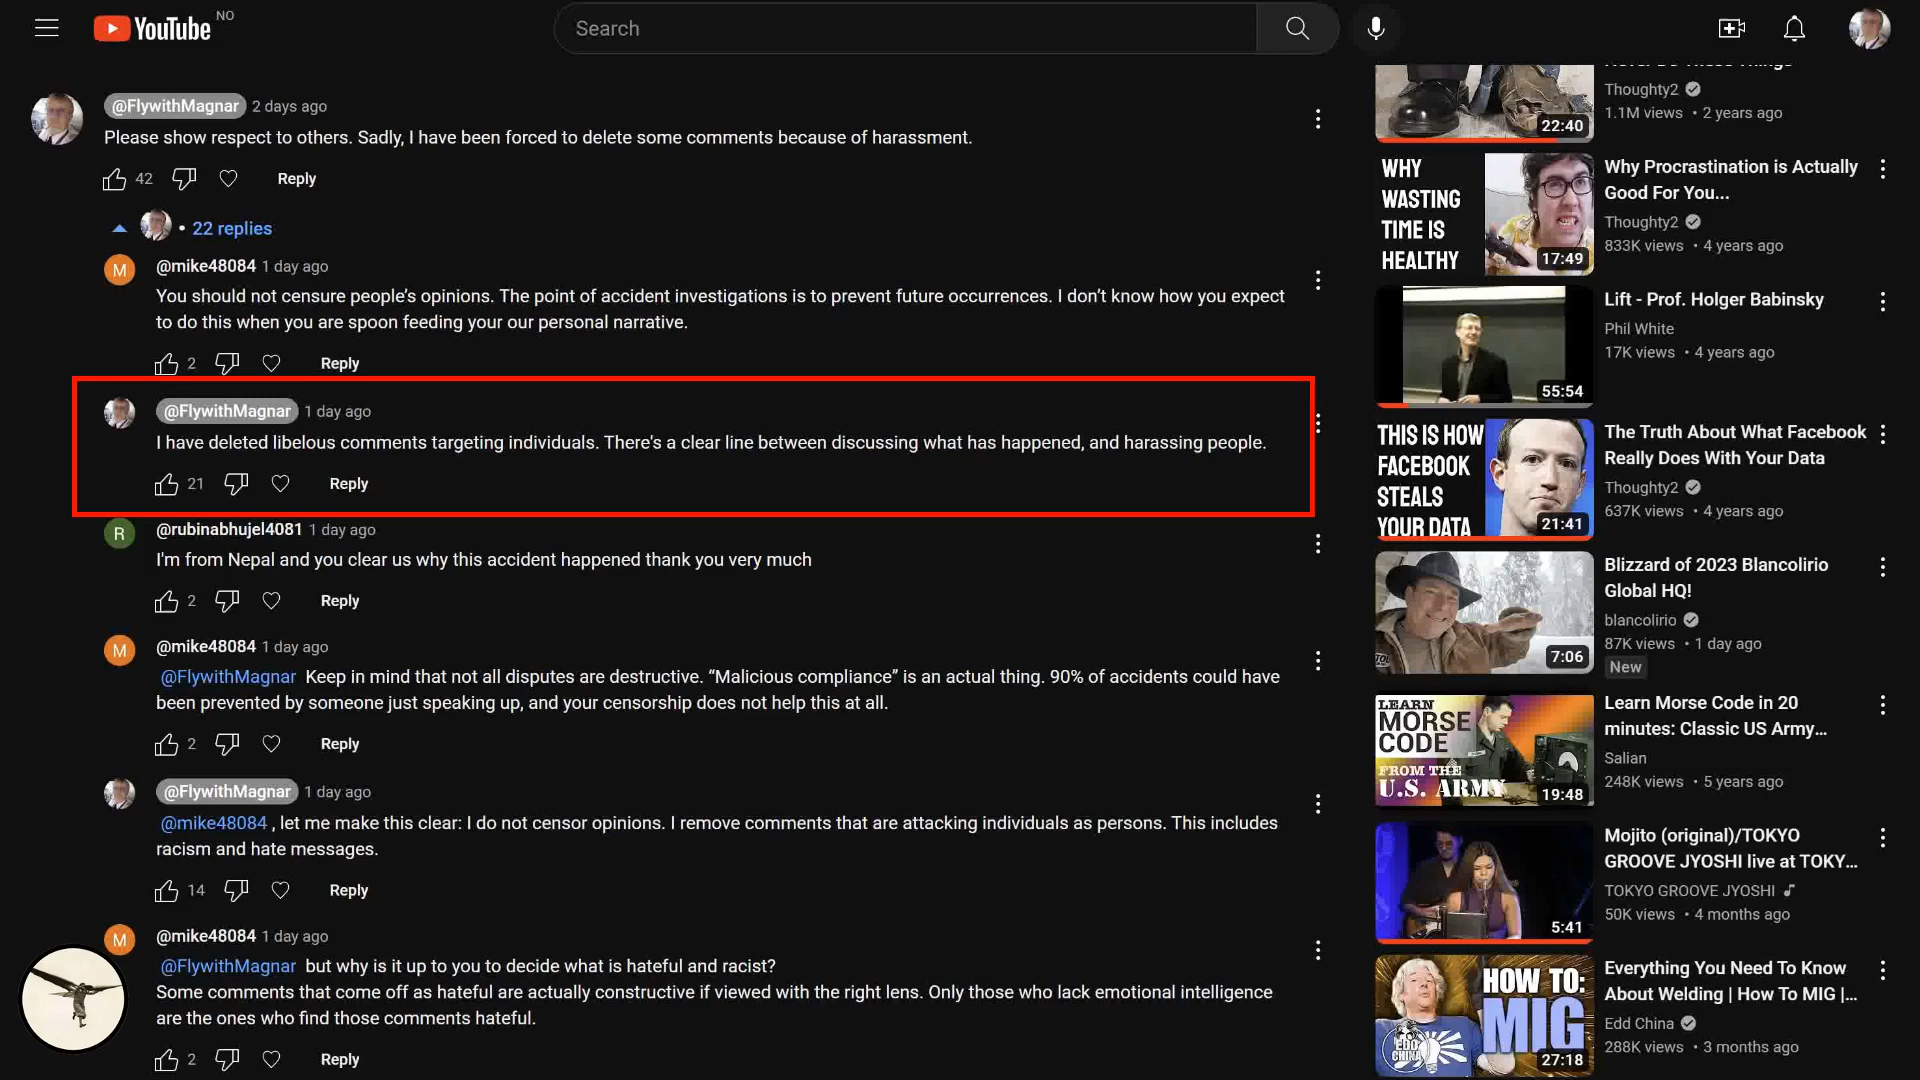 YouTube NO
Search
@FlywithMagnar 2 days ago
Please show respect to others. Sadly, I have been forced to delete some comments because of harassment.
42 Reply
• 22 replies
M
@mike48084 1 day ago
You should not censure people’s opinions. The point of accident investigations is to prevent future occurrences. I don’t know how you expect
to do this when you are spoon feeding your our personal narrative.
2 Reply
@FlywithMagnar 1 day ago
I have deleted libelous comments targeting individuals. There's a clear line between discussing what has happened, and harassing people.
21 Reply
R
@rubinabhujel4081 1 day ago
I'm from Nepal and you clear us why this accident happened thank you very much
2 Reply
M
@mike48084 1 day ago
@FlywithMagnar Keep in mind that not all disputes are destructive. “Malicious compliance” is an actual thing. 90% of accidents could have
been prevented by someone just speaking up, and your censorship does not help this at all.
2 Reply
@FlywithMagnar 1 day ago
@mike48084 , let me make this clear: I do not censor opinions. I remove comments that are attacking individuals as persons. This includes
racism and hate messages.
14 Reply
M
@mike48084 1 day ago
@FlywithMagnar but why is it up to you to decide what is hateful and racist?
Some comments that come off as hateful are actually constructive if viewed with the right lens. Only those who lack emotional intelligence
are the ones who find those comments hateful.
2 Reply
22:40
Thoughty2
1.1M views • 2 years ago
WHY
WASTING
TIME IS
HEALTHY
17:49
Why Procrastination is Actually
Good For You...
Thoughty2
833K views • 4 years ago
55:54
Lift - Prof. Holger Babinsky
Phil White
17K views • 4 years ago
THIS IS HOW
FACEBOOK
STEALS
YOUR DATA
21:41
The Truth About What Facebook
Really Does With Your Data
Thoughty2
637K views • 4 years ago
7:06
Blizzard of 2023 Blancolirio
Global HQ!
blancolirio
87K views • 1 day ago
New
LEARN
MORSE
CODE
FROM THE
U.S. ARMY
19:48
Learn Morse Code in 20
minutes: Classic US Army…
Salian
248K views • 5 years ago
5:41
Mojito (original)/TOKYO
GROOVE JYOSHI live at TOKY…
TOKYO GROOVE JYOSHI
50K views • 4 months ago
HOW TO:
MIG
EDD
CHINA
27:18
Everything You Need To Know
About Welding | How To MIG |…
Edd China
288K views • 3 months ago